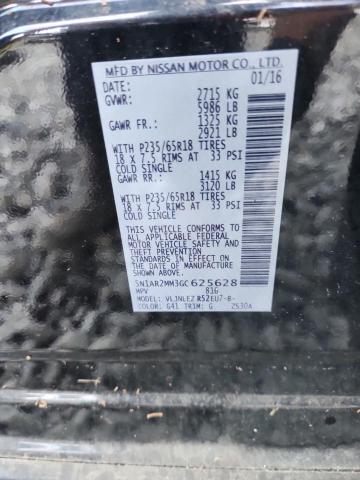 MFD BY NISSAN MOTOR CO., LTD.
DATE: 01/16
GVWR: 2715 KG
5986 LB
GAWR FR.: 1325 KG
2921 LB
WITH P235/65R18 TIRES
18 X 7.5 RIMS AT 33 PSI
COLD SINGLE
GAWR RR.: 1415 KG
3120 LB
WITH P235/65R18 TIRES
18 X 7.5 RIMS AT 33 PSI
COLD SINGLE
THIS VEHICLE CONFORMS TO
ALL APPLICABLE FEDERAL
MOTOR VEHICLE SAFETY
AND THEFT PREVENTION
STANDARDS IN EFFECT ON
THE DATE OF MANUFACTURE
SHOWN ABOVE.
5N1AR2MM3GC625628
MPV 816
MODEL: VLJNLEZ R52EU7-B-
COLOR: G41 TRIM: G 2530A